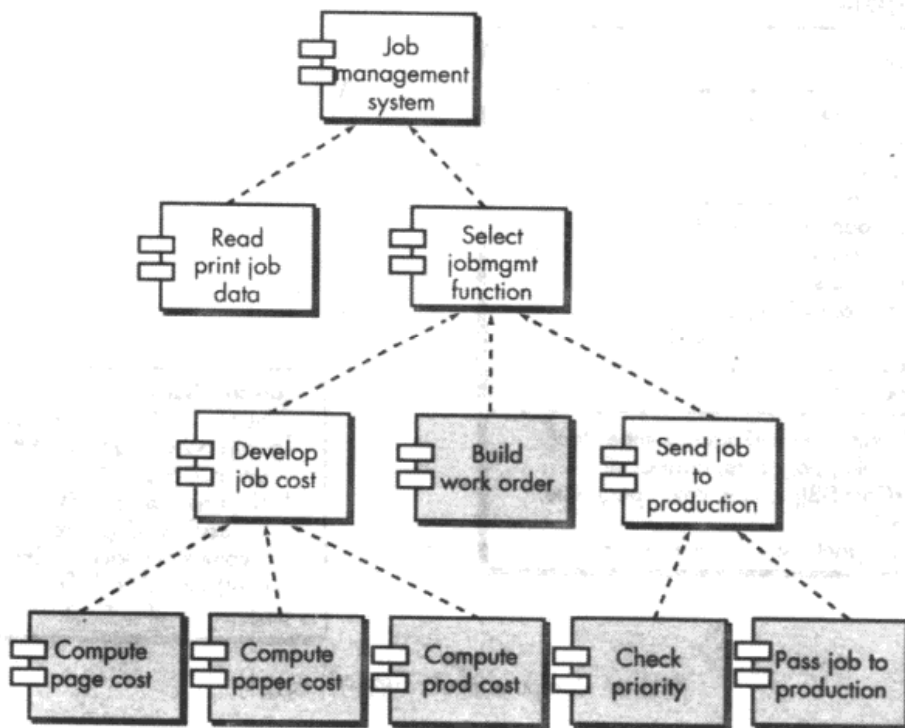 Job
management
system
Read
print job
data
Select
jobmgmt
function
Develop
job cost
Build
work order
Send job
to
production
Compute
page cost
Compute
paper cost
Compute
prod cost
Check
priority
Pass job to
production